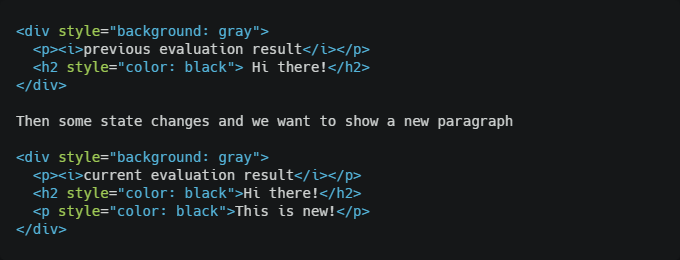 <div style="background: gray">
  <p><i>previous evaluation result</i></p>
  <h2 style="color: black"> Hi there!</h2>
</div>

Then some state changes and we want to show a new paragraph

<div style="background: gray">
  <p><i>current evaluation result</i></p>
  <h2 style="color: black">Hi there!</h2>
  <p style="color: black">This is new!</p>
</div>